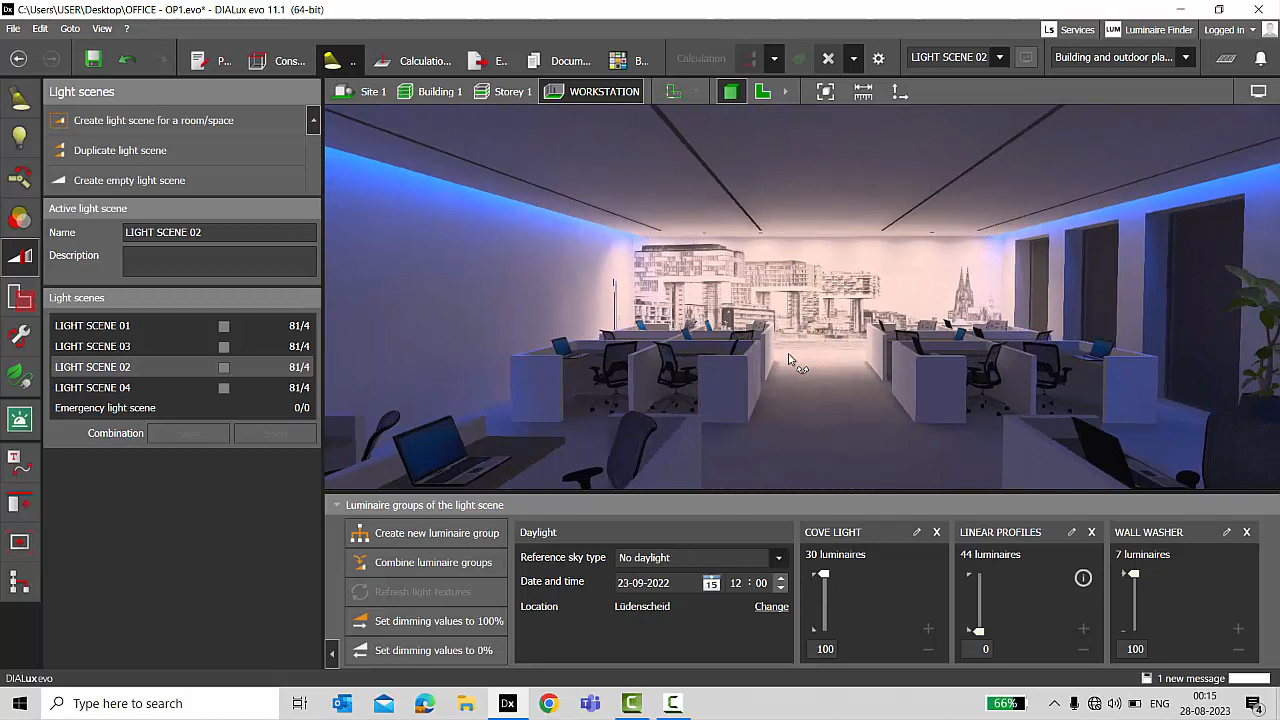 Dx C:\Users\USER\Desktop\OFFICE - OP1.evo* - DIALux evo 11.1 (64-bit)
File Edit Goto View ? Ls Services LUM Luminaire Finder Logged in
P... Cons... .. Calculatio... E... Docum... B... Calculation LIGHT SCENE 02 Building and outdoor pla...
Light scenes Site 1 Building 1 Storey 1 WORKSTATION
Create light scene for a room/space
Duplicate light scene
Create empty light scene
Active light scene
Name LIGHT SCENE 02
Description
Light scenes
LIGHT SCENE 01 81/4
LIGHT SCENE 03 81/4
LIGHT SCENE 02 81/4
LIGHT SCENE 04 81/4
Emergency light scene 0/0
Combination
Luminaire groups of the light scene
Create new luminaire group
Combine luminaire groups
Refresh light textures
Set dimming values to 100%
Set dimming values to 0%
Daylight
Reference sky type No daylight
Date and time 23-09-2022 15 12 : 00
Location Lüdenscheid Change
COVE LIGHT
30 luminaires
100
LINEAR PROFILES
44 luminaires
0
WALL WASHER
7 luminaires
100
DIALux evo 1 new message
Type here to search Dx 66% ENG 00:15
28-08-2023 4